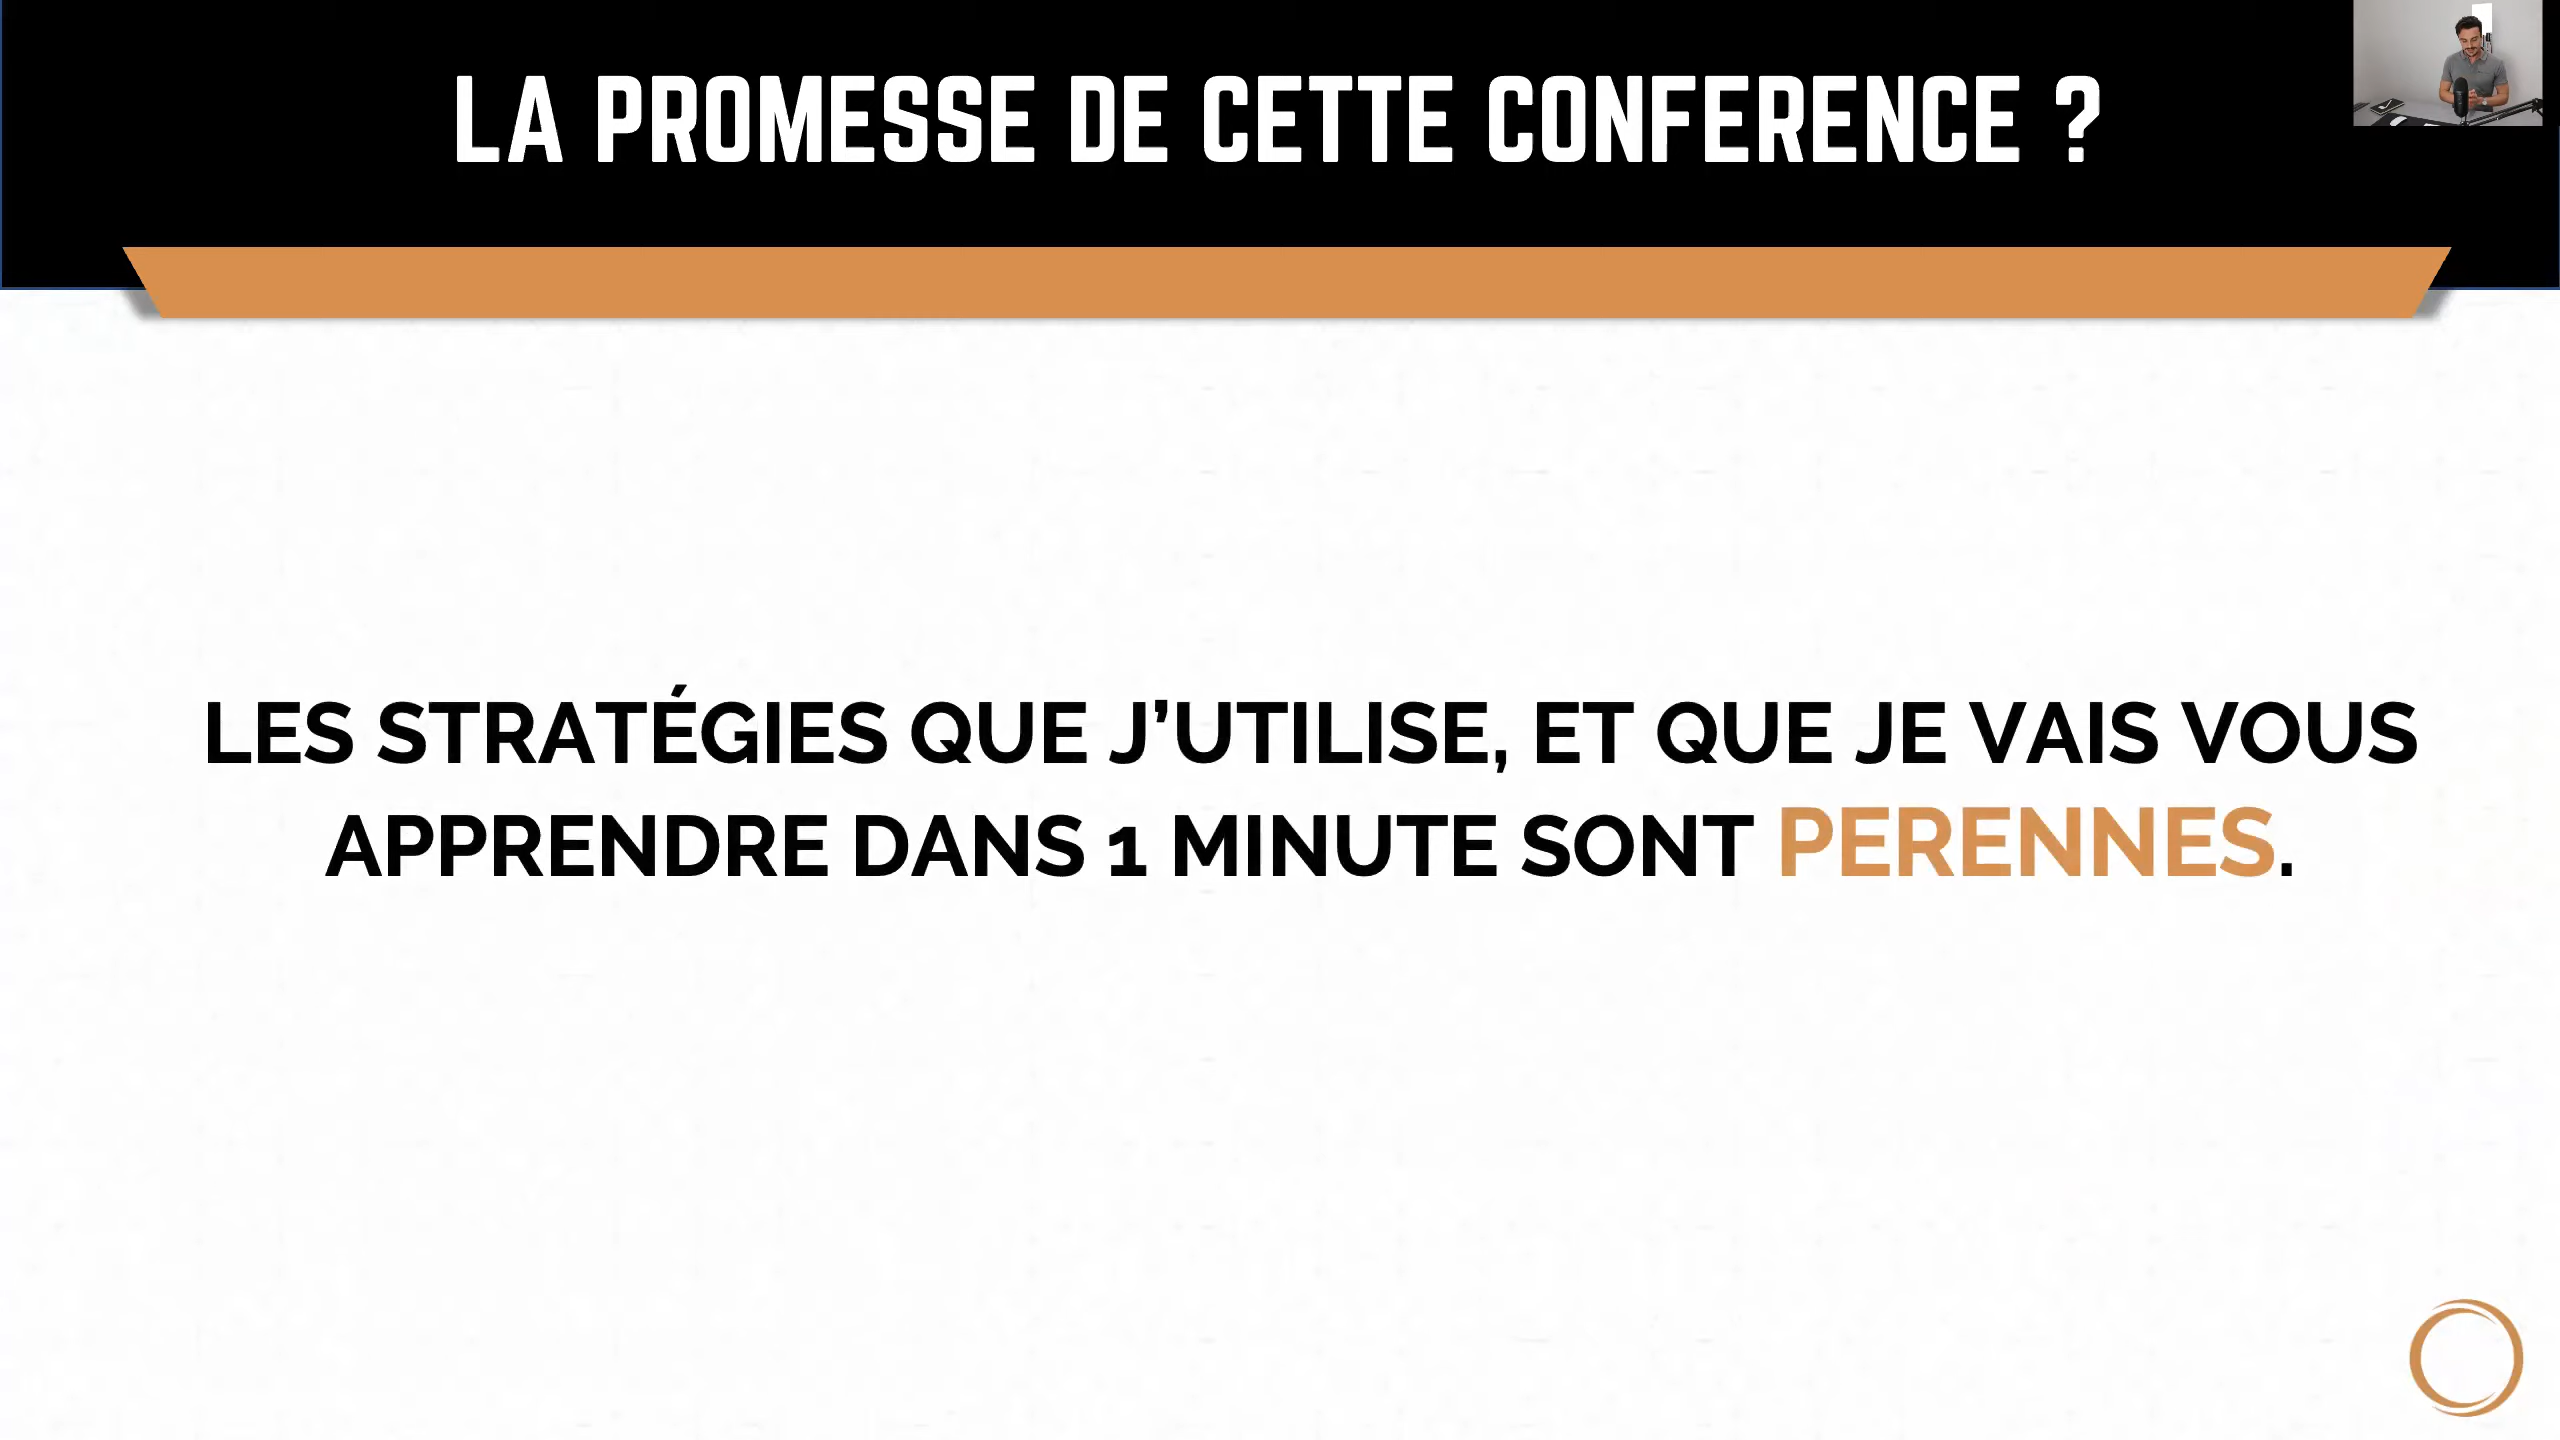 LA PROMESSE DE CETTE CONFERENCE ?
LES STRATÉGIES QUE J’UTILISE, ET QUE JE VAIS VOUS
APPRENDRE DANS 1 MINUTE SONT PERENNES.